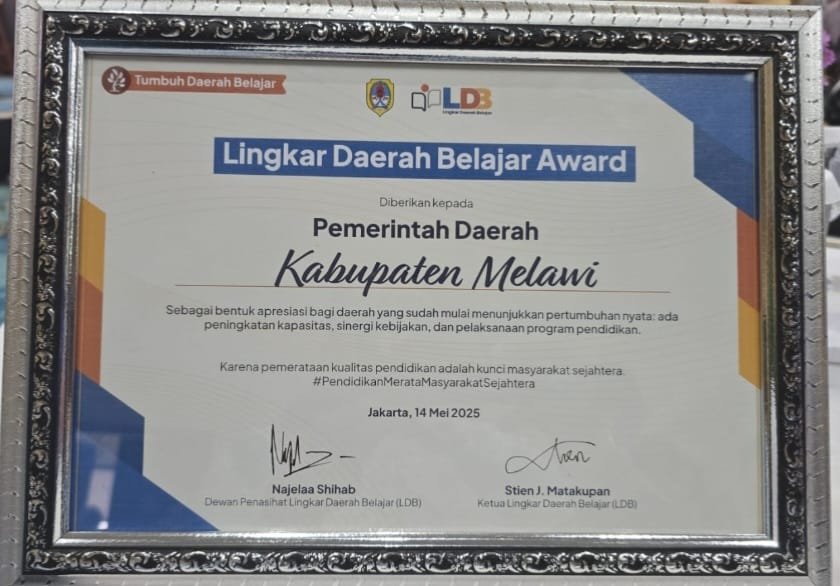 Tumbuh Daerah Belajar
LDB
Lingkar Daerah Belajar
Lingkar Daerah Belajar Award
Diberikan kepada
Pemerintah Daerah
Kabupaten Melawi
Sebagai bentuk apresiasi bagi daerah yang sudah mulai menunjukkan pertumbuhan nyata: ada
peningkatan kapasitas, sinergi kebijakan, dan pelaksanaan program pendidikan.
Karena pemerataan kualitas pendidikan adalah kunci masyarakat sejahtera.
#PendidikanMerataMasyarakatSejahtera
Jakarta, 14 Mei 2025
Najelaa Shihab
Dewan Penasihat Lingkar Daerah Belajar (LDB)
Stien J. Matakupan
Ketua Lingkar Daerah Belajar (LDB)